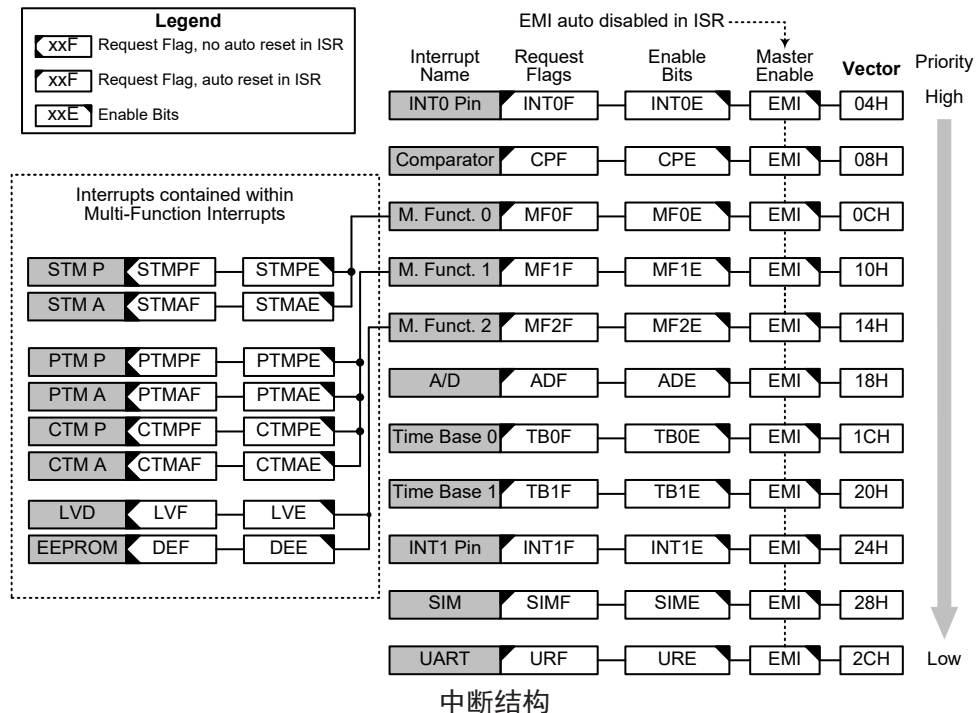 Legend
xxF Request Flag, no auto reset in ISR
xxF Request Flag, auto reset in ISR
xxE Enable Bits
EMI auto disabled in ISR
Interrupt Name Request Flags Enable Bits Master Enable Vector Priority
INT0 Pin INT0F INT0E EMI 04H High
Comparator CPF CPE EMI 08H
Interrupts contained within
Multi-Function Interrupts
M. Funct. 0 MF0F MF0E EMI 0CH
STM P STMPF STMPE M. Funct. 1 MF1F MF1E EMI 10H
STM A STMAF STMAE
M. Funct. 2 MF2F MF2E EMI 14H
PTM P PTMPF PTMPE
A/D ADF ADE EMI 18H
PTM A PTMAF PTMAE
CTM P CTMPF CTMPE Time Base 0 TB0F TB0E EMI 1CH
CTM A CTMAF CTMAE
Time Base 1 TB1F TB1E EMI 20H
LVD LVF LVE
EEPROM DEF DEE INT1 Pin INT1F INT1E EMI 24H
SIM SIMF SIME EMI 28H
UART URF URE EMI 2CH Low
中断结构